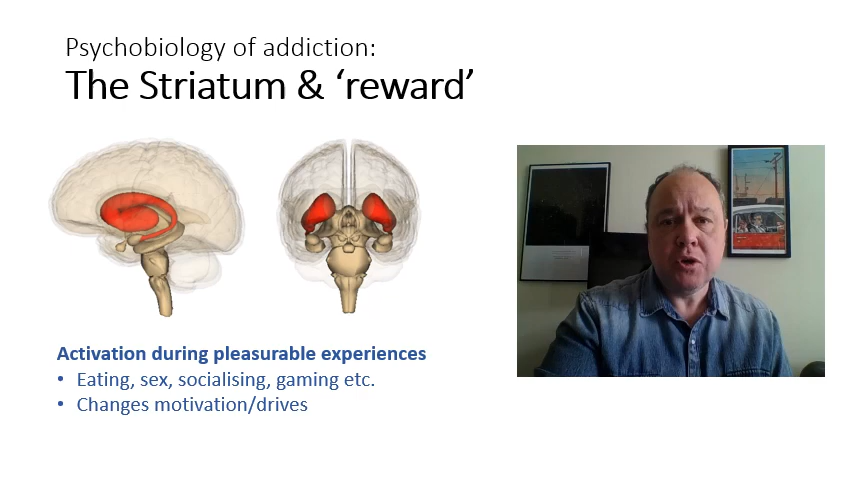 Psychobiology of addiction:
The Striatum & ‘reward’
Activation during pleasurable experiences
• Eating, sex, socialising, gaming etc.
• Changes motivation/drives